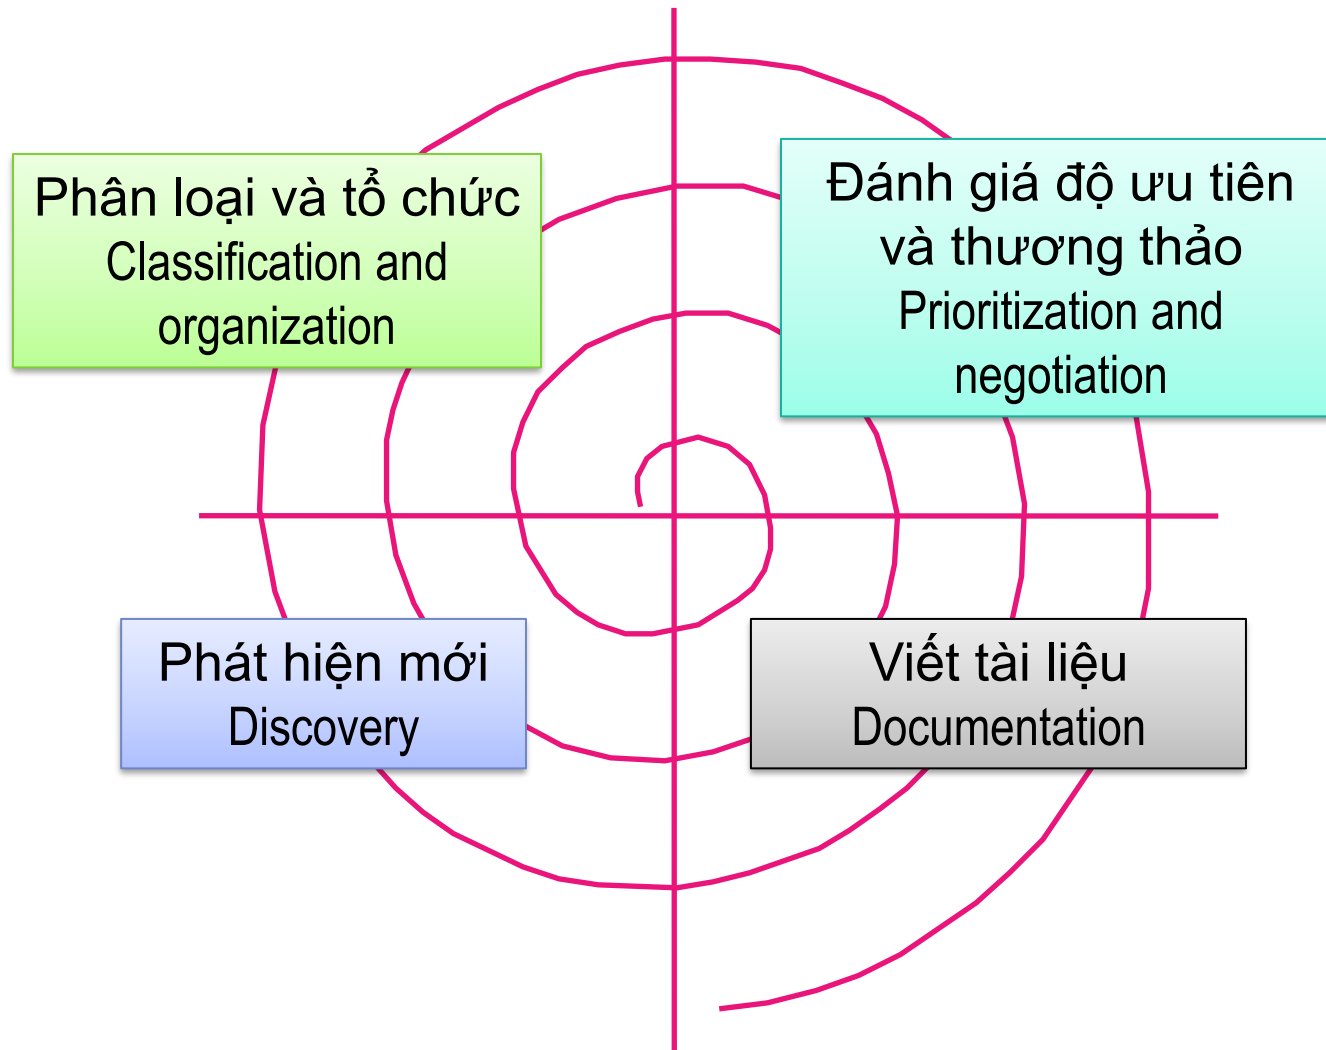 Phân loại và tổ chức
Classification and
organization
Đánh giá độ ưu tiên
và thương thảo
Prioritization and
negotiation
Phát hiện mới
Discovery
Viết tài liệu
Documentation